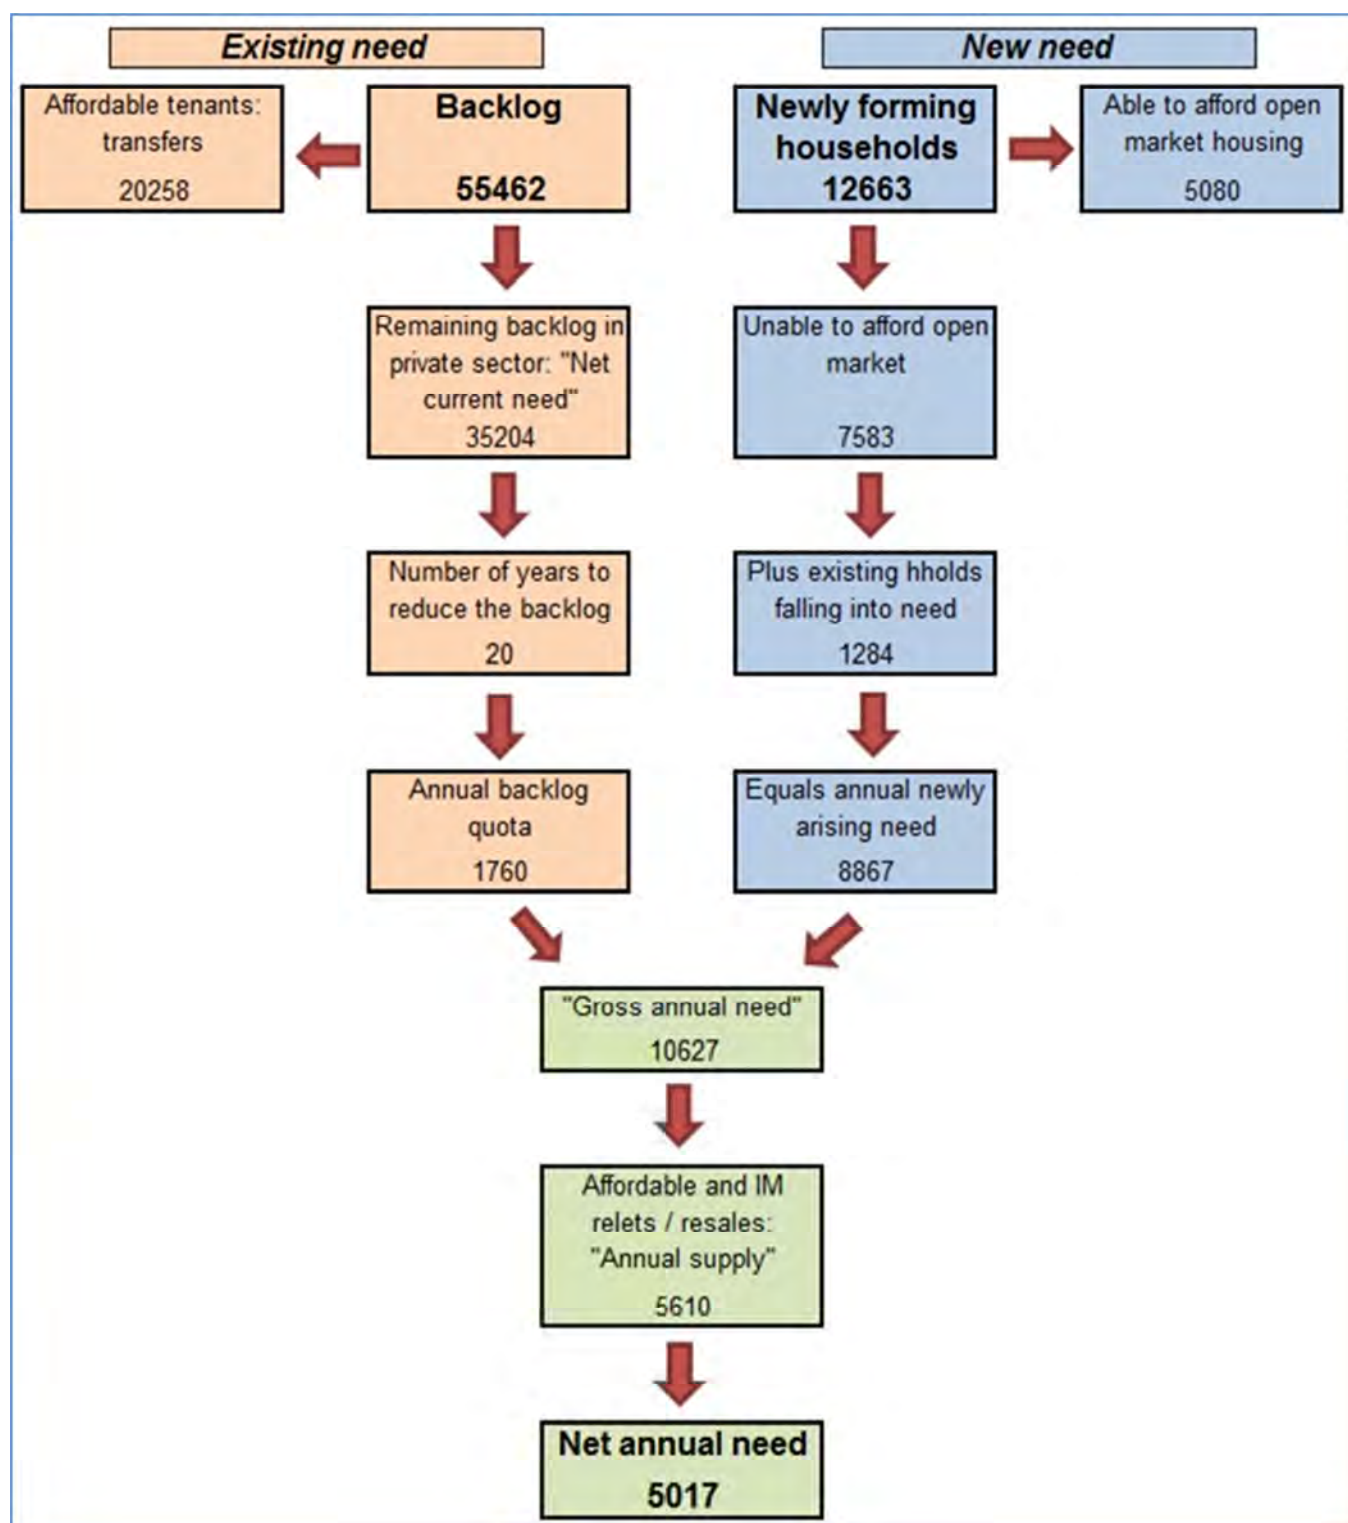 Existing need
New need
Affordable tenants:
transfers
20258
Backlog
55462
Newly forming
households
12663
Able to afford open
market housing
5080
Remaining backlog in
private sector: "Net
current need"
35204
Unable to afford open
market
7583
Number of years to
reduce the backlog
20
Plus existing hholds
falling into need
1284
Annual backlog
quota
1760
Equals annual newly
arising need
8867
"Gross annual need"
10627
Affordable and IM
relets / resales:
"Annual supply"
5610
Net annual need
5017